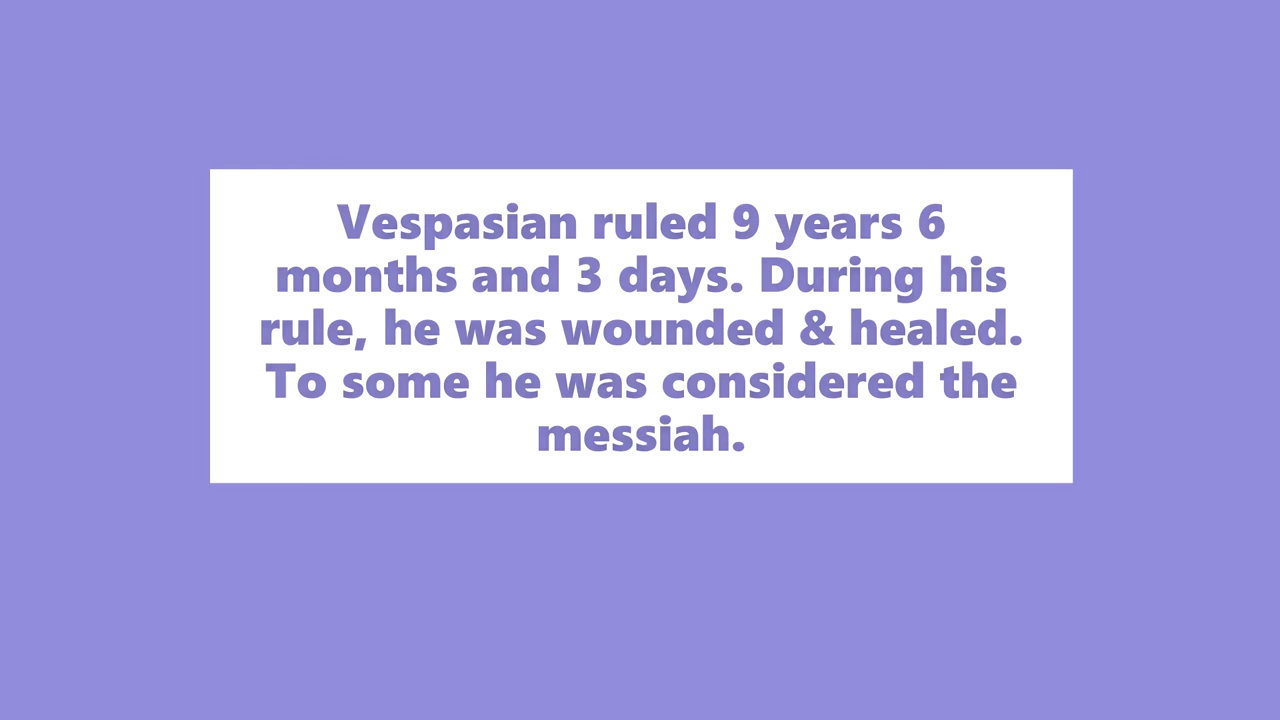 Vespasian ruled 9 years 6
months and 3 days. During his
rule, he was wounded & healed.
To some he was considered the
messiah.